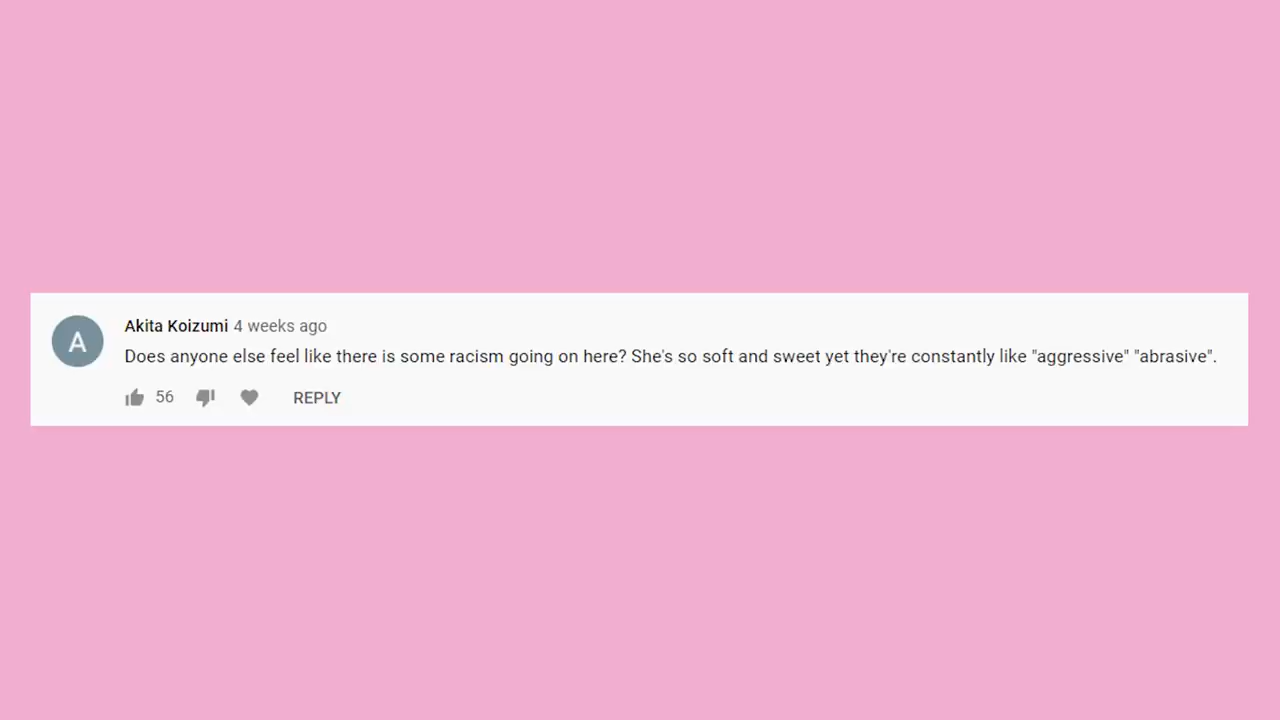 A
Akita Koizumi 4 weeks ago
Does anyone else feel like there is some racism going on here? She's so soft and sweet yet they're constantly like "aggressive" "abrasive".
56 REPLY